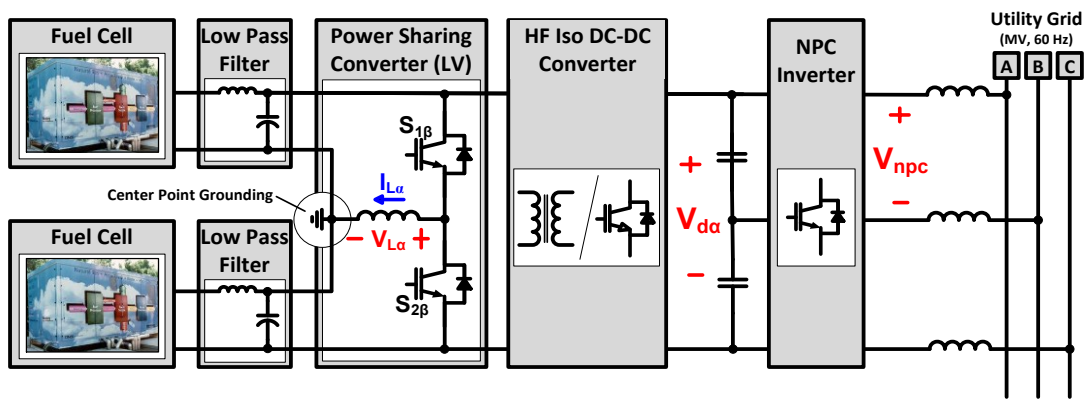 Fuel Cell
Low Pass
Filter
Power Sharing
Converter (LV)
HF Iso DC-DC
Converter
NPC
Inverter
Utility Grid
(MV, 60 Hz)
A B C
S1β
Center Point Grounding
ILα
− VLα +
S2β
+
Vdα
−
+
Vnpc
−
Fuel Cell
Low Pass
Filter